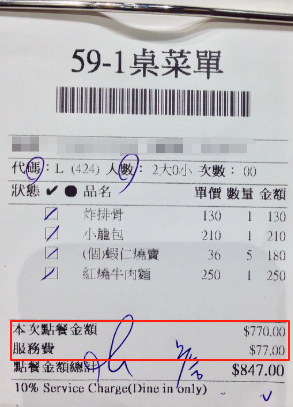 59-1桌菜單
代碼:L (424) 人數: 2大0小 次數: 00
狀態 ✔ ● 品名 單價 數量 金額
炸排骨 130 1 130
小龍包 210 1 210
(個)蝦仁燒賣 36 5 180
紅燒牛肉麵 250 1 250
本次點餐金額 $770.00
服務費 $77.00
點餐金額總計 $847.00
10% Service Charge(Dine in only)